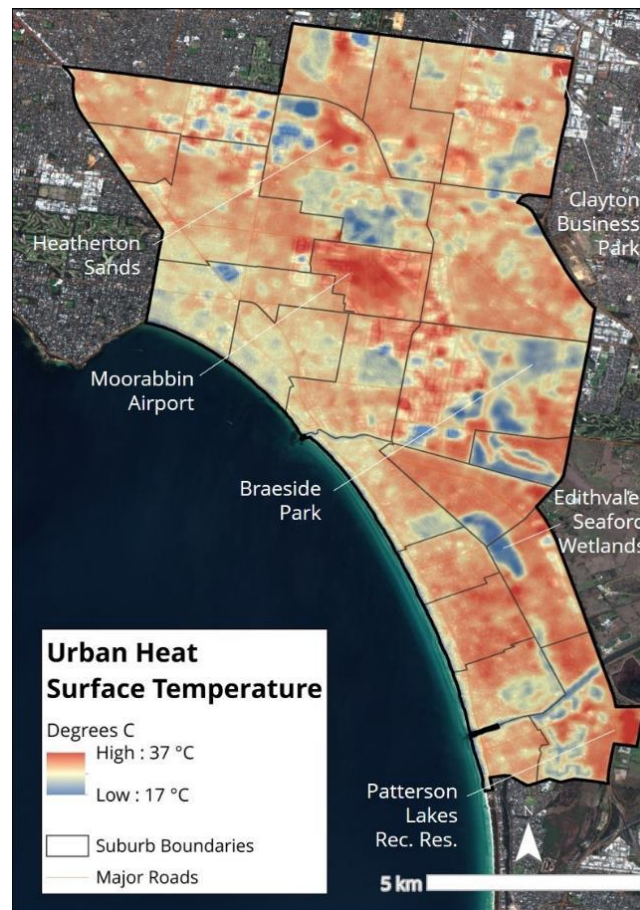 Clayton
Business
Park
Heatherton
Sands
Moorabbin
Airport
Braeside
Park
Edithvale
Seaford
Wetlands
Urban Heat
Surface Temperature
Degrees C
High : 37 °C
Low : 17 °C
Suburb Boundaries
Major Roads
Patterson
Lakes
Rec. Res.
N
5 km